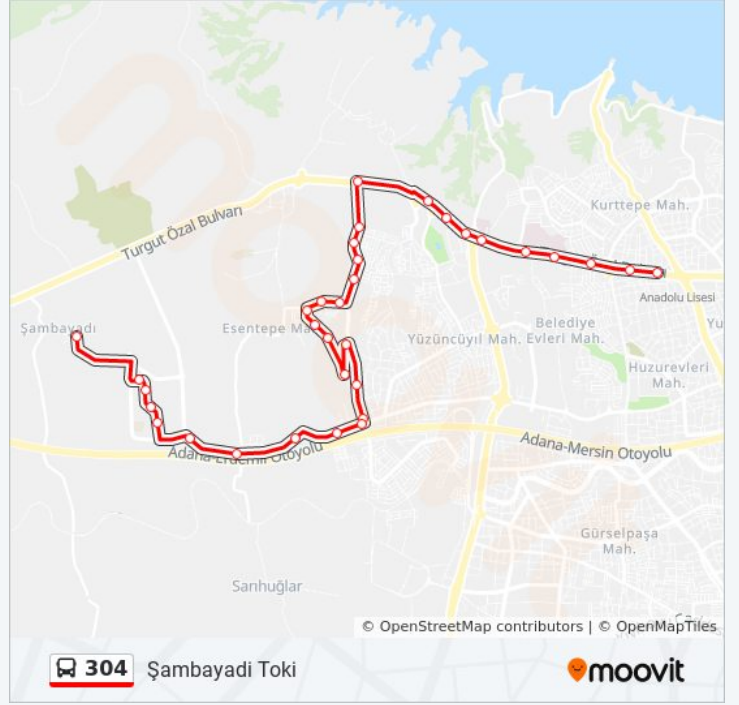 Kurttepe Mah.
Turgut Özal Bulvarı
Anadolu Lisesi
Şambayadı
Esentepe Ma
Belediye
Evleri Mah.
Yüzüncüyıl Mah.
Yu
Huzurevleri
Mah.
Adana-Mersin Otoyolu
Adana-Erdemli Otoyolu
Gürselpaşa
Mah.
Sarıhuğlar
© OpenStreetMap contributors | © OpenMapTiles
304 Şambayadi Toki
moovit